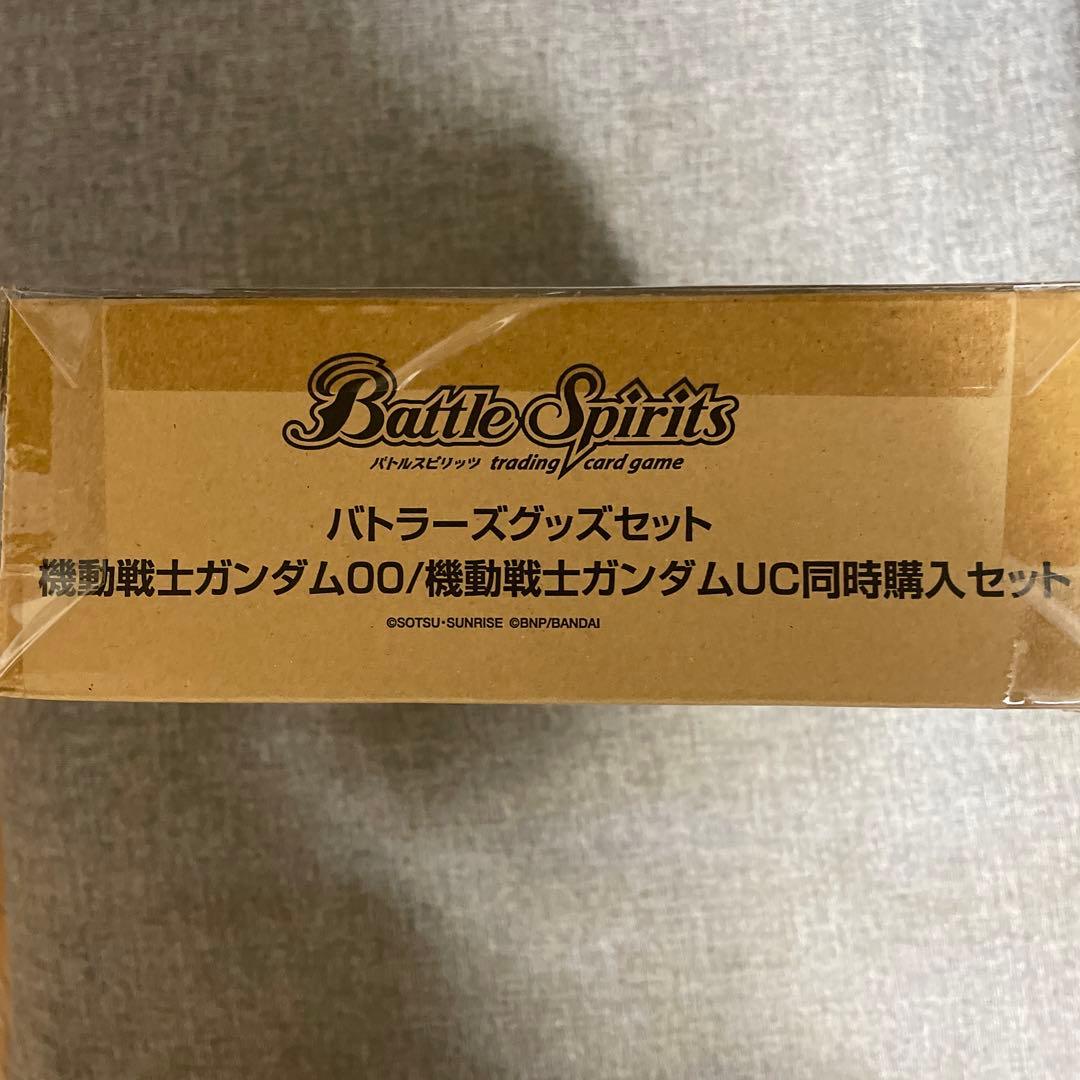 Battle Spirits
バトルスピリッツ trading card game
バトラーズグッズセット
機動戦士ガンダム00/機動戦士ガンダムUC同時購入セット
©SOTSU・SUNRISE ©BNP/BANDAI